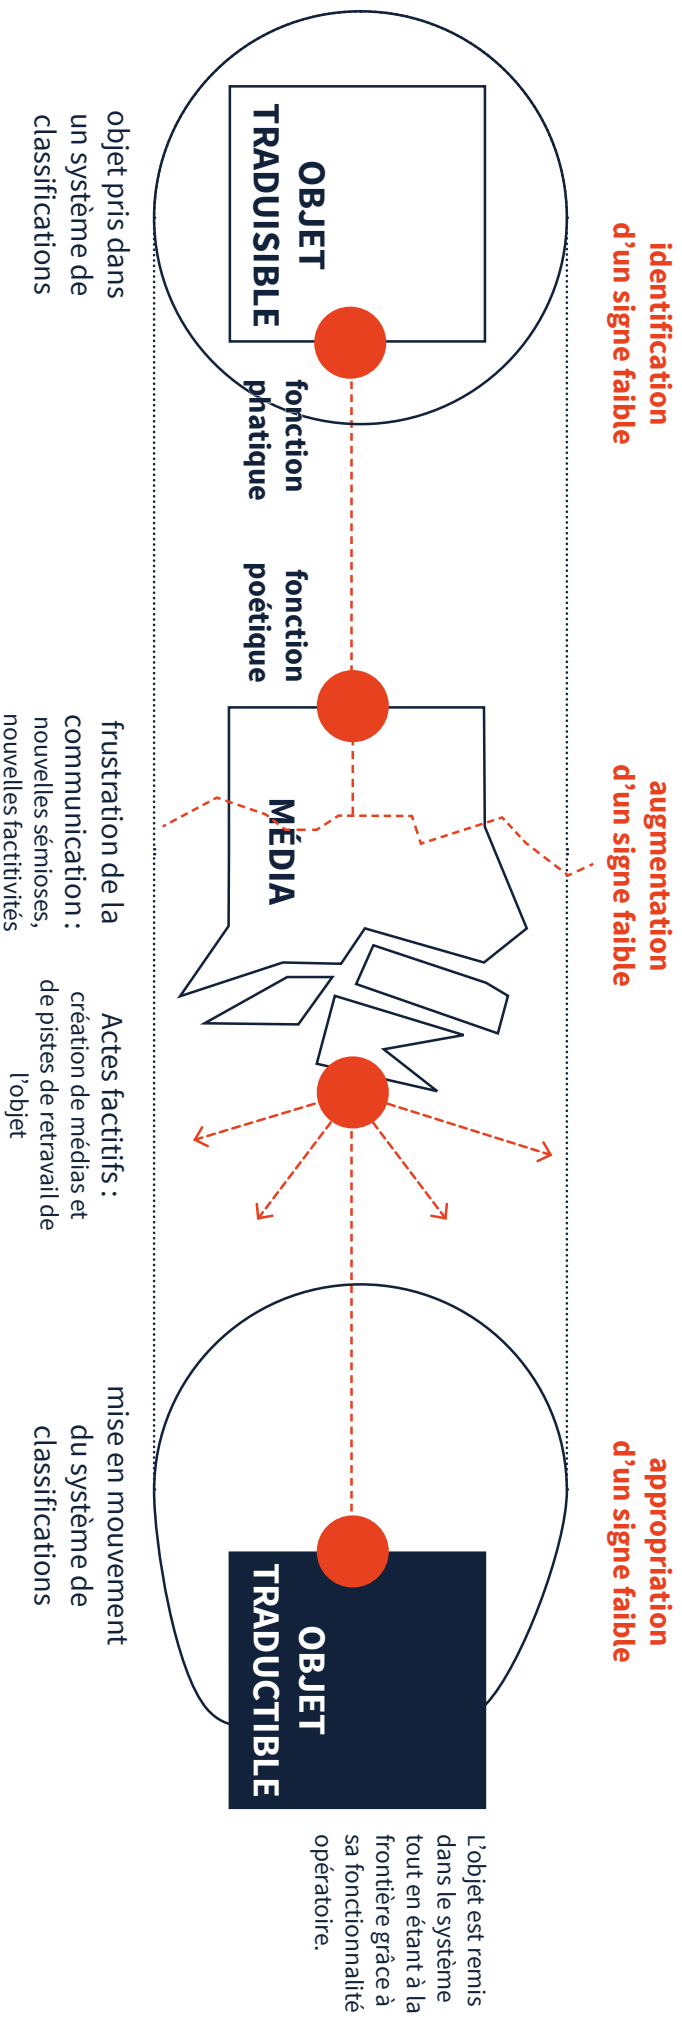 identification
d’un signe faible
augmentation
d’un signe faible
appropriation
d’un signe faible
OBJET
TRADUISIBLE
fonction
phatique
fonction
poétique
MÉDIA
OBJET
TRADUCTIBLE
L’objet est remis
dans le système
tout en étant à la
frontière grâce à
sa fonctionnalité
opératoire.
objet pris dans
un système de
classifications
frustration de la
communication :
nouvelles sémioses,
nouvelles factitivités
Actes factitifs :
création de médias et
de pistes de retravail de
l’objet
mise en mouvement
du système de
classifications